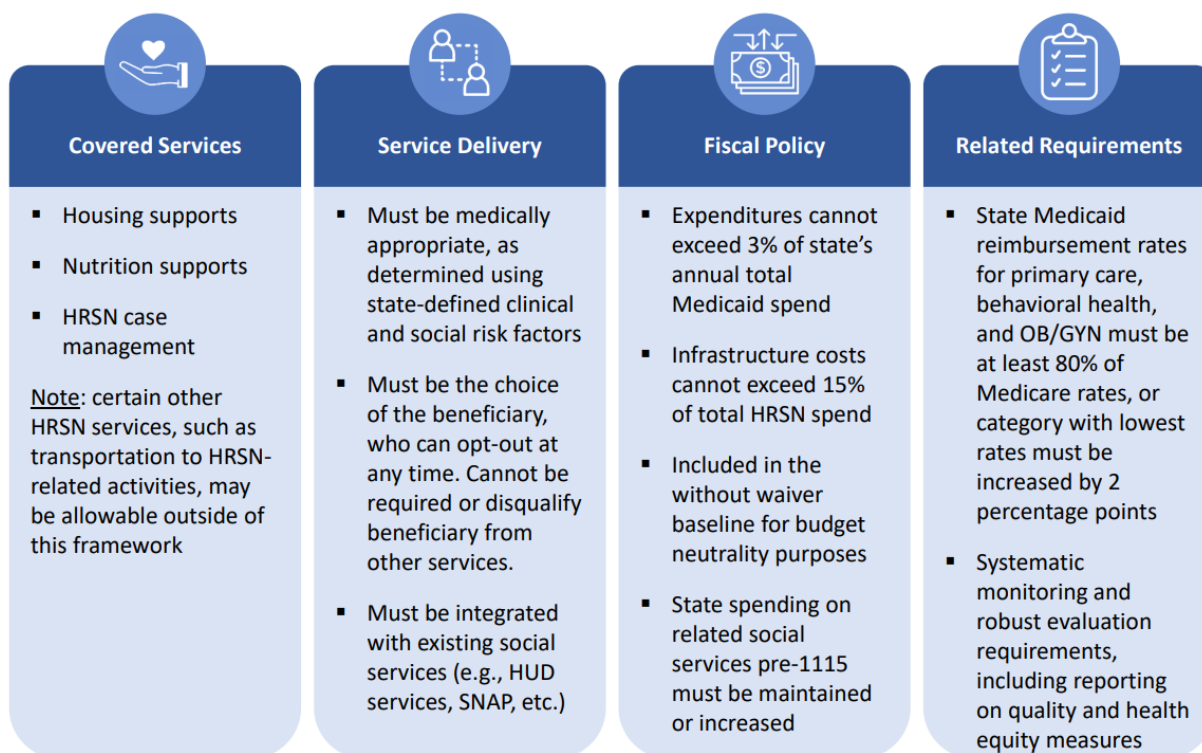 Covered Services
▪ Housing supports
▪ Nutrition supports
▪ HRSN case
management
Note: certain other
HRSN services, such as
transportation to HRSN-
related activities, may
be allowable outside of
this framework
Service Delivery
▪ Must be medically
appropriate, as
determined using
state-defined clinical
and social risk factors
▪ Must be the choice
of the beneficiary,
who can opt-out at
any time. Cannot be
required or disqualify
beneficiary from
other services.
▪ Must be integrated
with existing social
services (e.g., HUD
services, SNAP, etc.)
$
Fiscal Policy
▪ Expenditures cannot
exceed 3% of state’s
annual total
Medicaid spend
▪ Infrastructure costs
cannot exceed 15%
of total HRSN spend
▪ Included in the
without waiver
baseline for budget
neutrality purposes
▪ State spending on
related social
services pre-1115
must be maintained
or increased
Related Requirements
▪ State Medicaid
reimbursement rates
for primary care,
behavioral health,
and OB/GYN must be
at least 80% of
Medicare rates, or
category with lowest
rates must be
increased by 2
percentage points
▪ Systematic
monitoring and
robust evaluation
requirements,
including reporting
on quality and health
equity measures